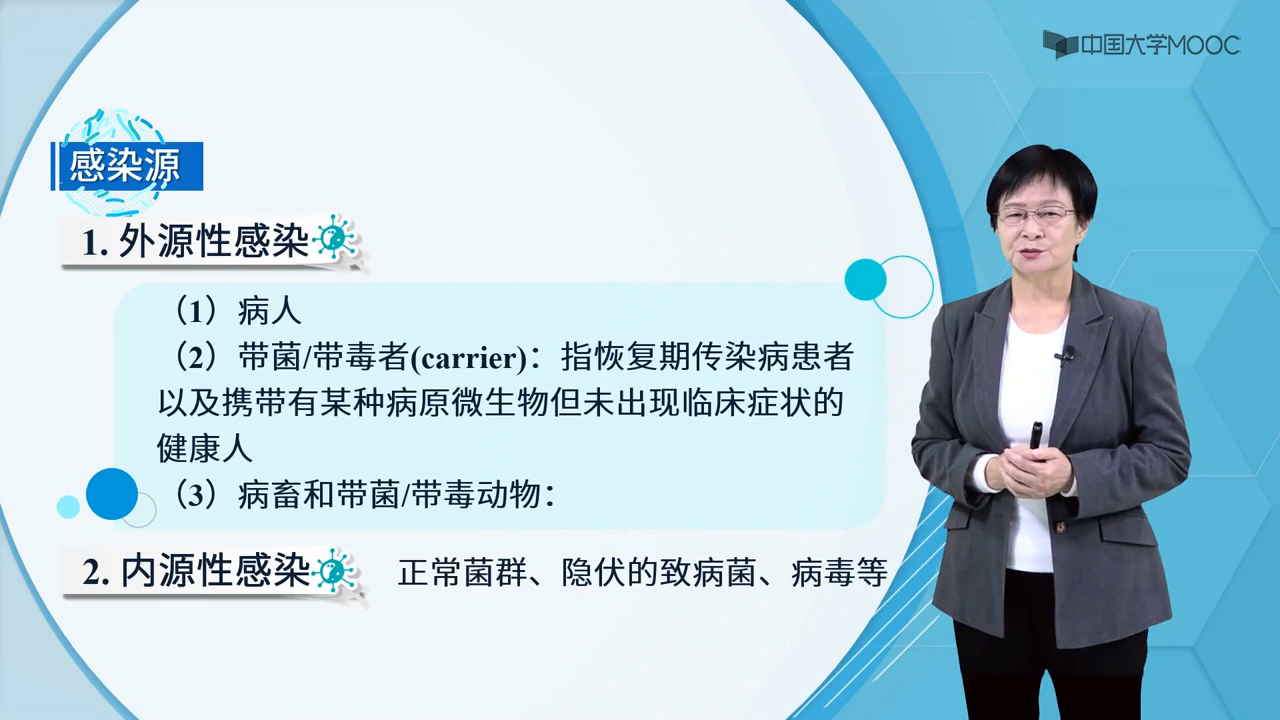 中国大学MOOC
感染源
1. 外源性感染
（1）病人
（2）带菌/带毒者(carrier)：指恢复期传染病患者
以及携带有某种病原微生物但未出现临床症状的
健康人
（3）病畜和带菌/带毒动物：
2. 内源性感染 正常菌群、隐伏的致病菌、病毒等